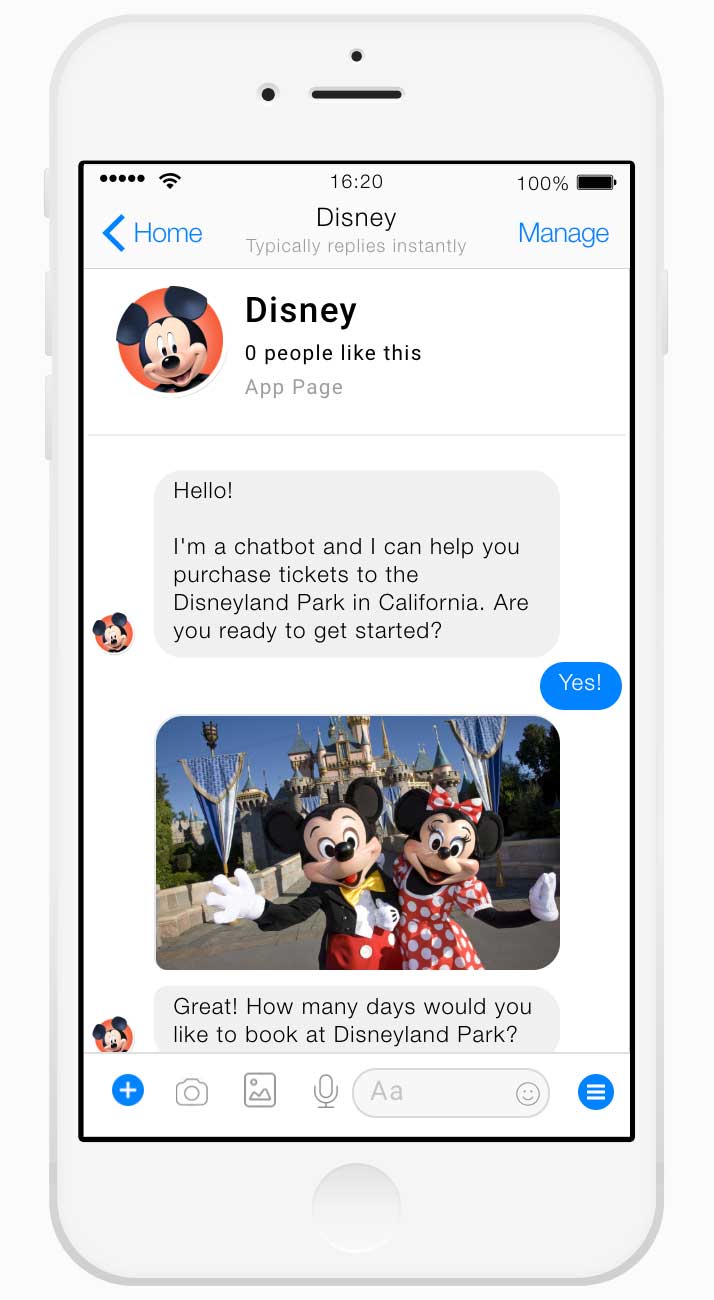 16:20
100%
Home
Disney
Manage
Typically replies instantly
Disney
0 people like this
App Page
Hello!
I'm a chatbot and I can help you
purchase tickets to the
Disneyland Park in California. Are
you ready to get started?
Yes!
Great! How many days would you
like to book at Disneyland Park?
Aa